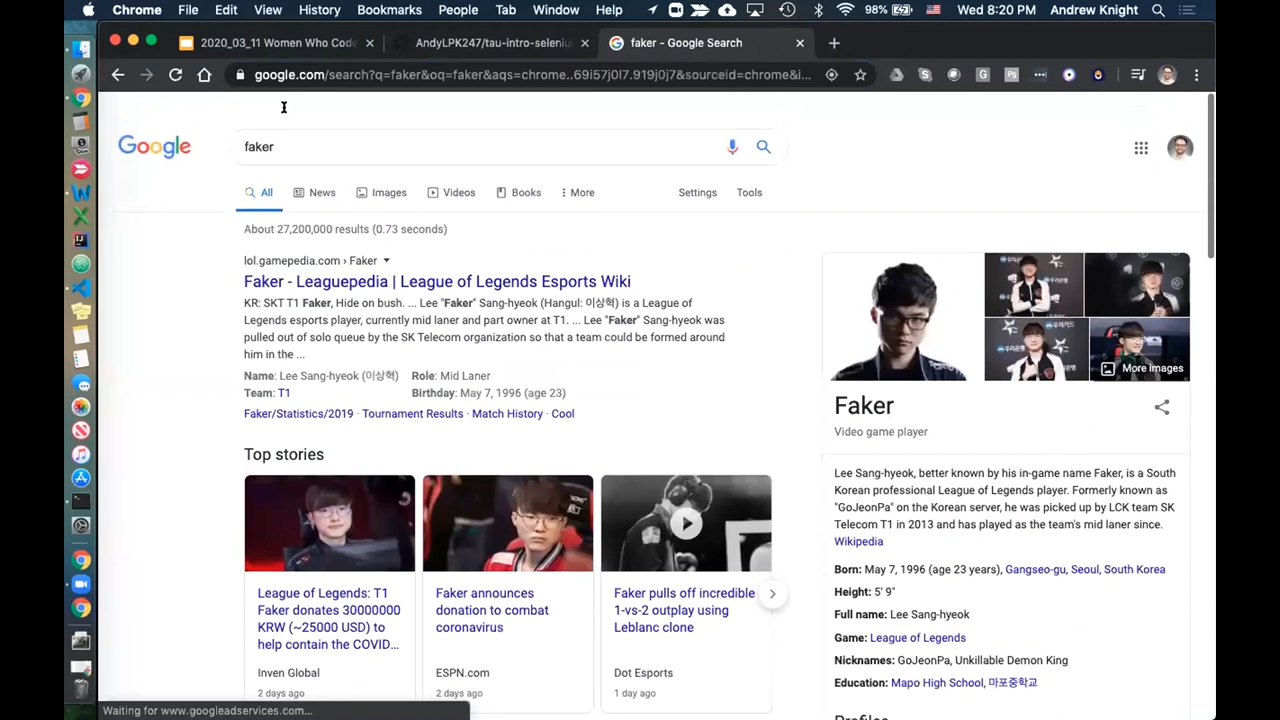 Chrome File Edit View History Bookmarks People Tab Window Help 98% Wed 8:20 PM Andrew Knight
2020_03_11 Women Who Code
AndyLPK247/tau-intro-seleniu
faker - Google Search
google.com/search?q=faker&oq=faker&aqs=chrome..69i57j0l7.919j0j7&sourceid=chrome&i...
Google
faker
All News Images Videos Books More Settings Tools
About 27,200,000 results (0.73 seconds)
lol.gamepedia.com › Faker
Faker - Leaguepedia | League of Legends Esports Wiki
KR: SKT T1 Faker, Hide on bush. ... Lee "Faker" Sang-hyeok (Hangul: 이상혁) is a League of
Legends esports player, currently mid laner and part owner at T1. ... Lee "Faker" Sang-hyeok was
pulled out of solo queue by the SK Telecom organization so that a team could be formed around
him in the ...
Name: Lee Sang-hyeok (이상혁) Role: Mid Laner
Team: T1 Birthday: May 7, 1996 (age 23)
Faker/Statistics/2019 · Tournament Results · Match History · Cool
Top stories
League of Legends: T1
Faker donates 30000000
KRW (~25000 USD) to
help contain the COVID...
Inven Global
2 days ago
Faker announces
donation to combat
coronavirus
ESPN.com
2 days ago
Faker pulls off incredible
1-vs-2 outplay using
Leblanc clone
Dot Esports
1 day ago
More images
Faker
Video game player
Lee Sang-hyeok, better known by his in-game name Faker, is a South
Korean professional League of Legends player. Formerly known as
"GoJeonPa" on the Korean server, he was picked up by LCK team SK
Telecom T1 in 2013 and has played as the team's mid laner since.
Wikipedia
Born: May 7, 1996 (age 23 years), Gangseo-gu, Seoul, South Korea
Height: 5' 9"
Full name: Lee Sang-hyeok
Game: League of Legends
Nicknames: GoJeonPa, Unkillable Demon King
Education: Mapo High School, 마포중학교
Profiles
Waiting for www.googleadservices.com...